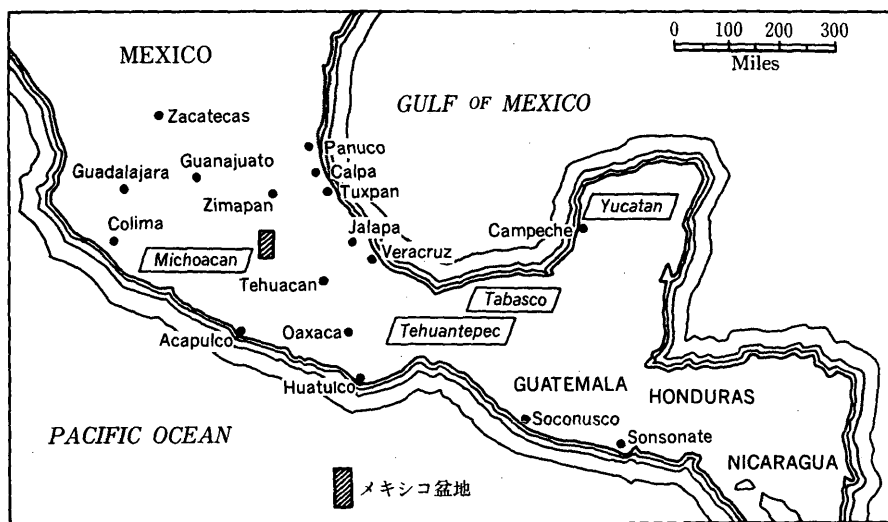 0 100 200 300
Miles
MEXICO
GULF OF MEXICO
Zacatecas
Panuco
Guanajuato
Calpa
Guadalajara
Tuxpan
Zimapan
Yucatan
Colima
Jalapa
Campeche
Veracruz
Michoacan
Tehuacan
Tabasco
Acapulco
Oaxaca
Tehuantepec
Huatulco
GUATEMALA
HONDURAS
Soconusco
PACIFIC OCEAN
Sonsonate
NICARAGUA
メキシコ盆地